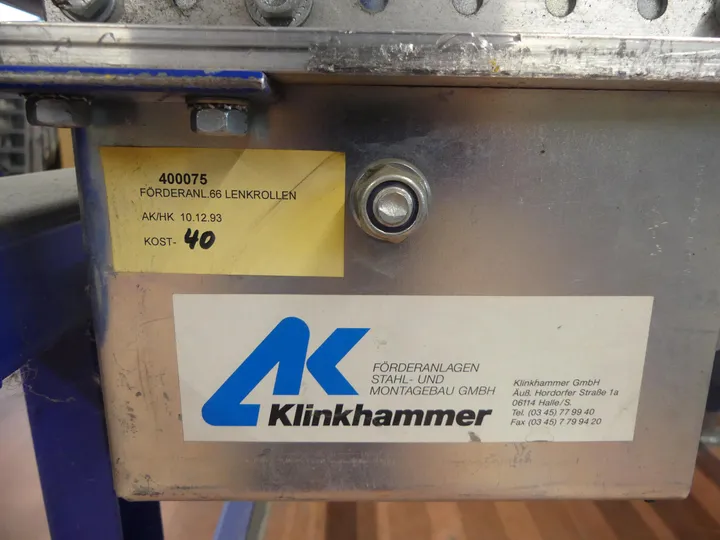 400075
FÖRDERANL.66 LENKROLLEN
AK/HK 10.12.93
KOST- 40
AK
FÖRDERANLAGEN
STAHL- UND
MONTAGEBAU GMBH
Klinkhammer
Klinkhammer GmbH
Äuß. Hordorfer Straße 1a
06114 Halle/S.
Tel. (03 45) 77 99 40
Fax (03 45) 7 79 94 20